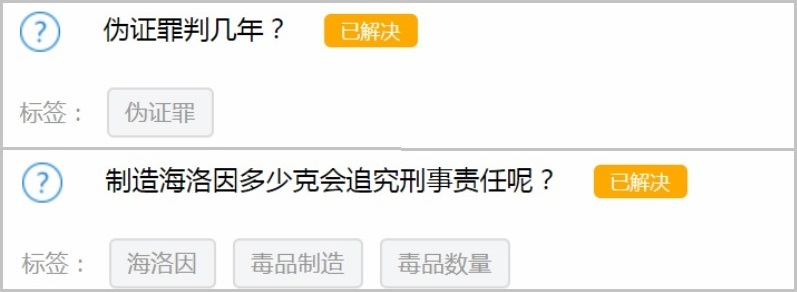 伪证罪判几年？ 已解决
标签： 伪证罪
制造海洛因多少克会追究刑事责任呢？ 已解决
标签： 海洛因 毒品制造 毒品数量